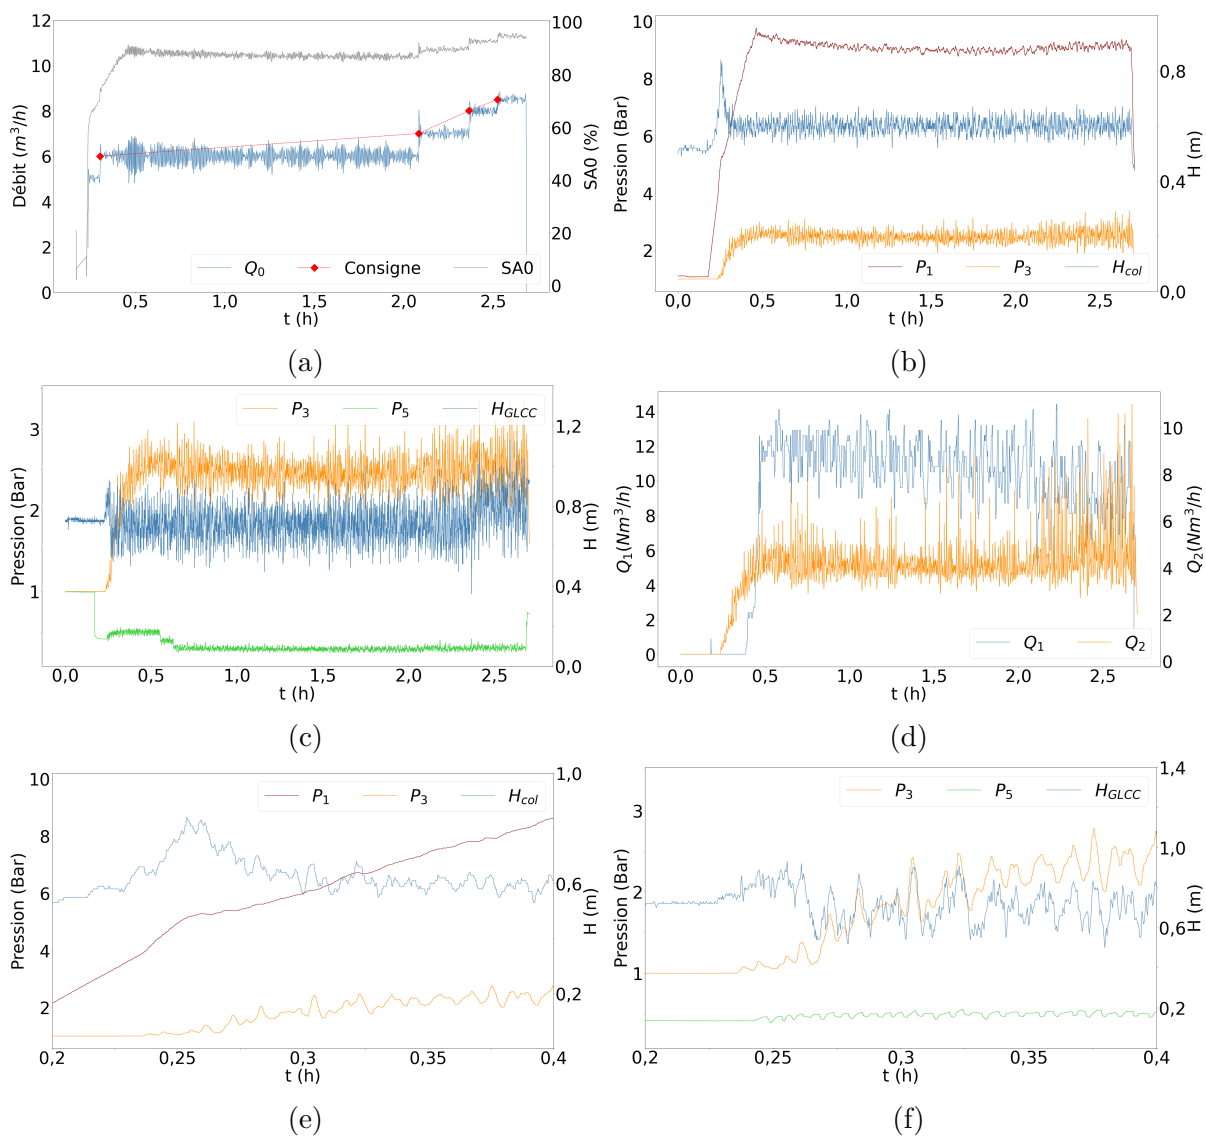 12
10
8
6
4
2
0
Débit (m³/h)
100
80
60
40
20
0
SA0 (%)
Q₀ Consigne SA0
0,5 1,0 1,5 2,0 2,5
t (h)
(a)
10
8
6
4
2
Pression (Bar)
0,8
0,4
0,0
H (m)
P₁ P₃ H_col
0,0 0,5 1,0 1,5 2,0 2,5
t (h)
(b)
P₃ P₅ H_GLCC
3
2
1
Pression (Bar)
1,2
0,8
0,4
0,0
H (m)
0,0 0,5 1,0 1,5 2,0 2,5
t (h)
(c)
14
12
10
8
6
4
2
0
Q₁(Nm³/h)
10
8
6
4
2
0
Q₂(Nm³/h)
Q₁ Q₂
0,0 0,5 1,0 1,5 2,0 2,5
t (h)
(d)
P₁ P₃ H_col
10
8
6
4
2
Pression (Bar)
1,0
0,6
0,2
H (m)
0,2 0,25 0,3 0,35 0,4
t (h)
(e)
P₃ P₅ H_GLCC
3
2
1
Pression (Bar)
1,4
1,0
0,6
0,2
H (m)
0,2 0,25 0,3 0,35 0,4
t (h)
(f)